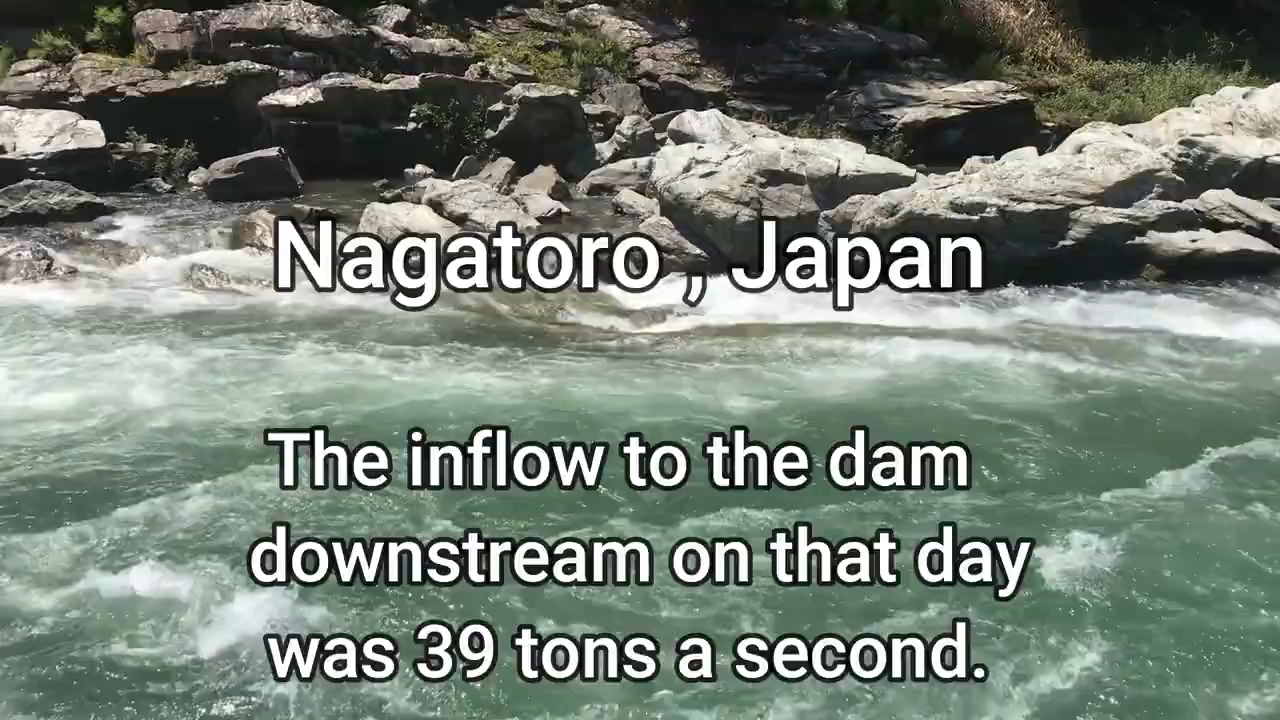 Nagatoro , Japan
The inflow to the dam
downstream on that day
was 39 tons a second.